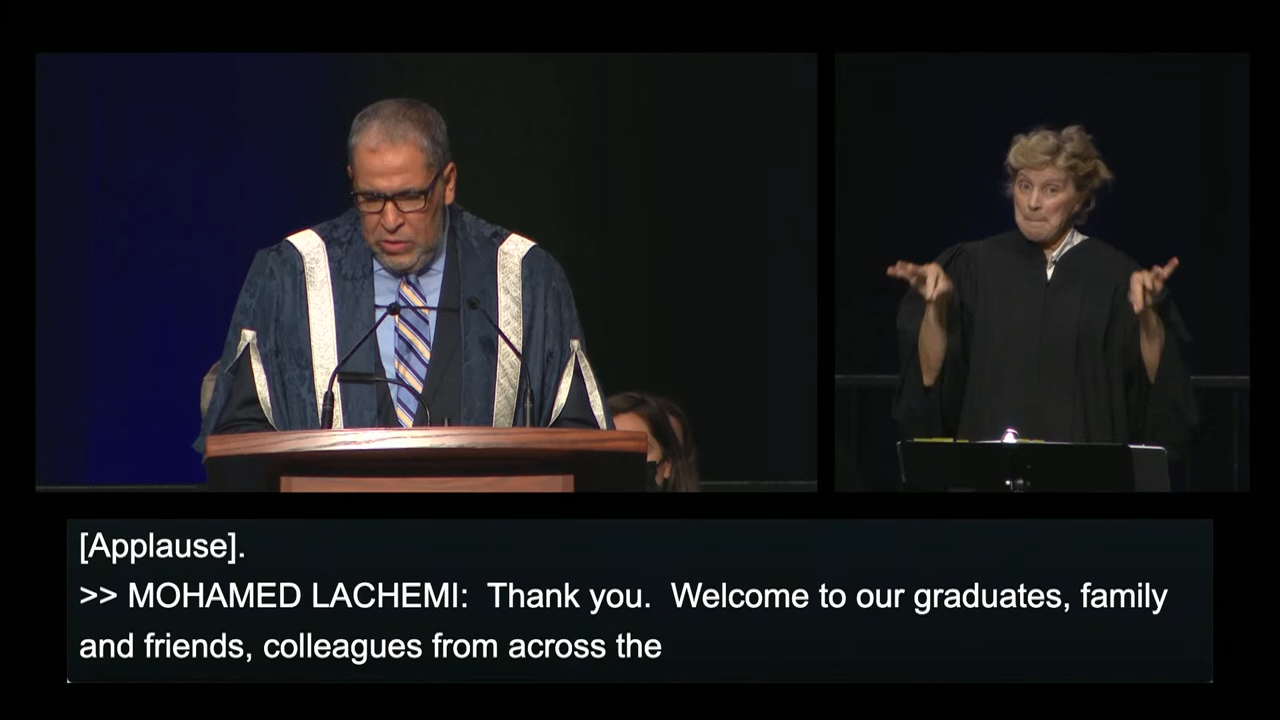 [Applause].
>> MOHAMED LACHEMI:  Thank you.  Welcome to our graduates, family
and friends, colleagues from across the